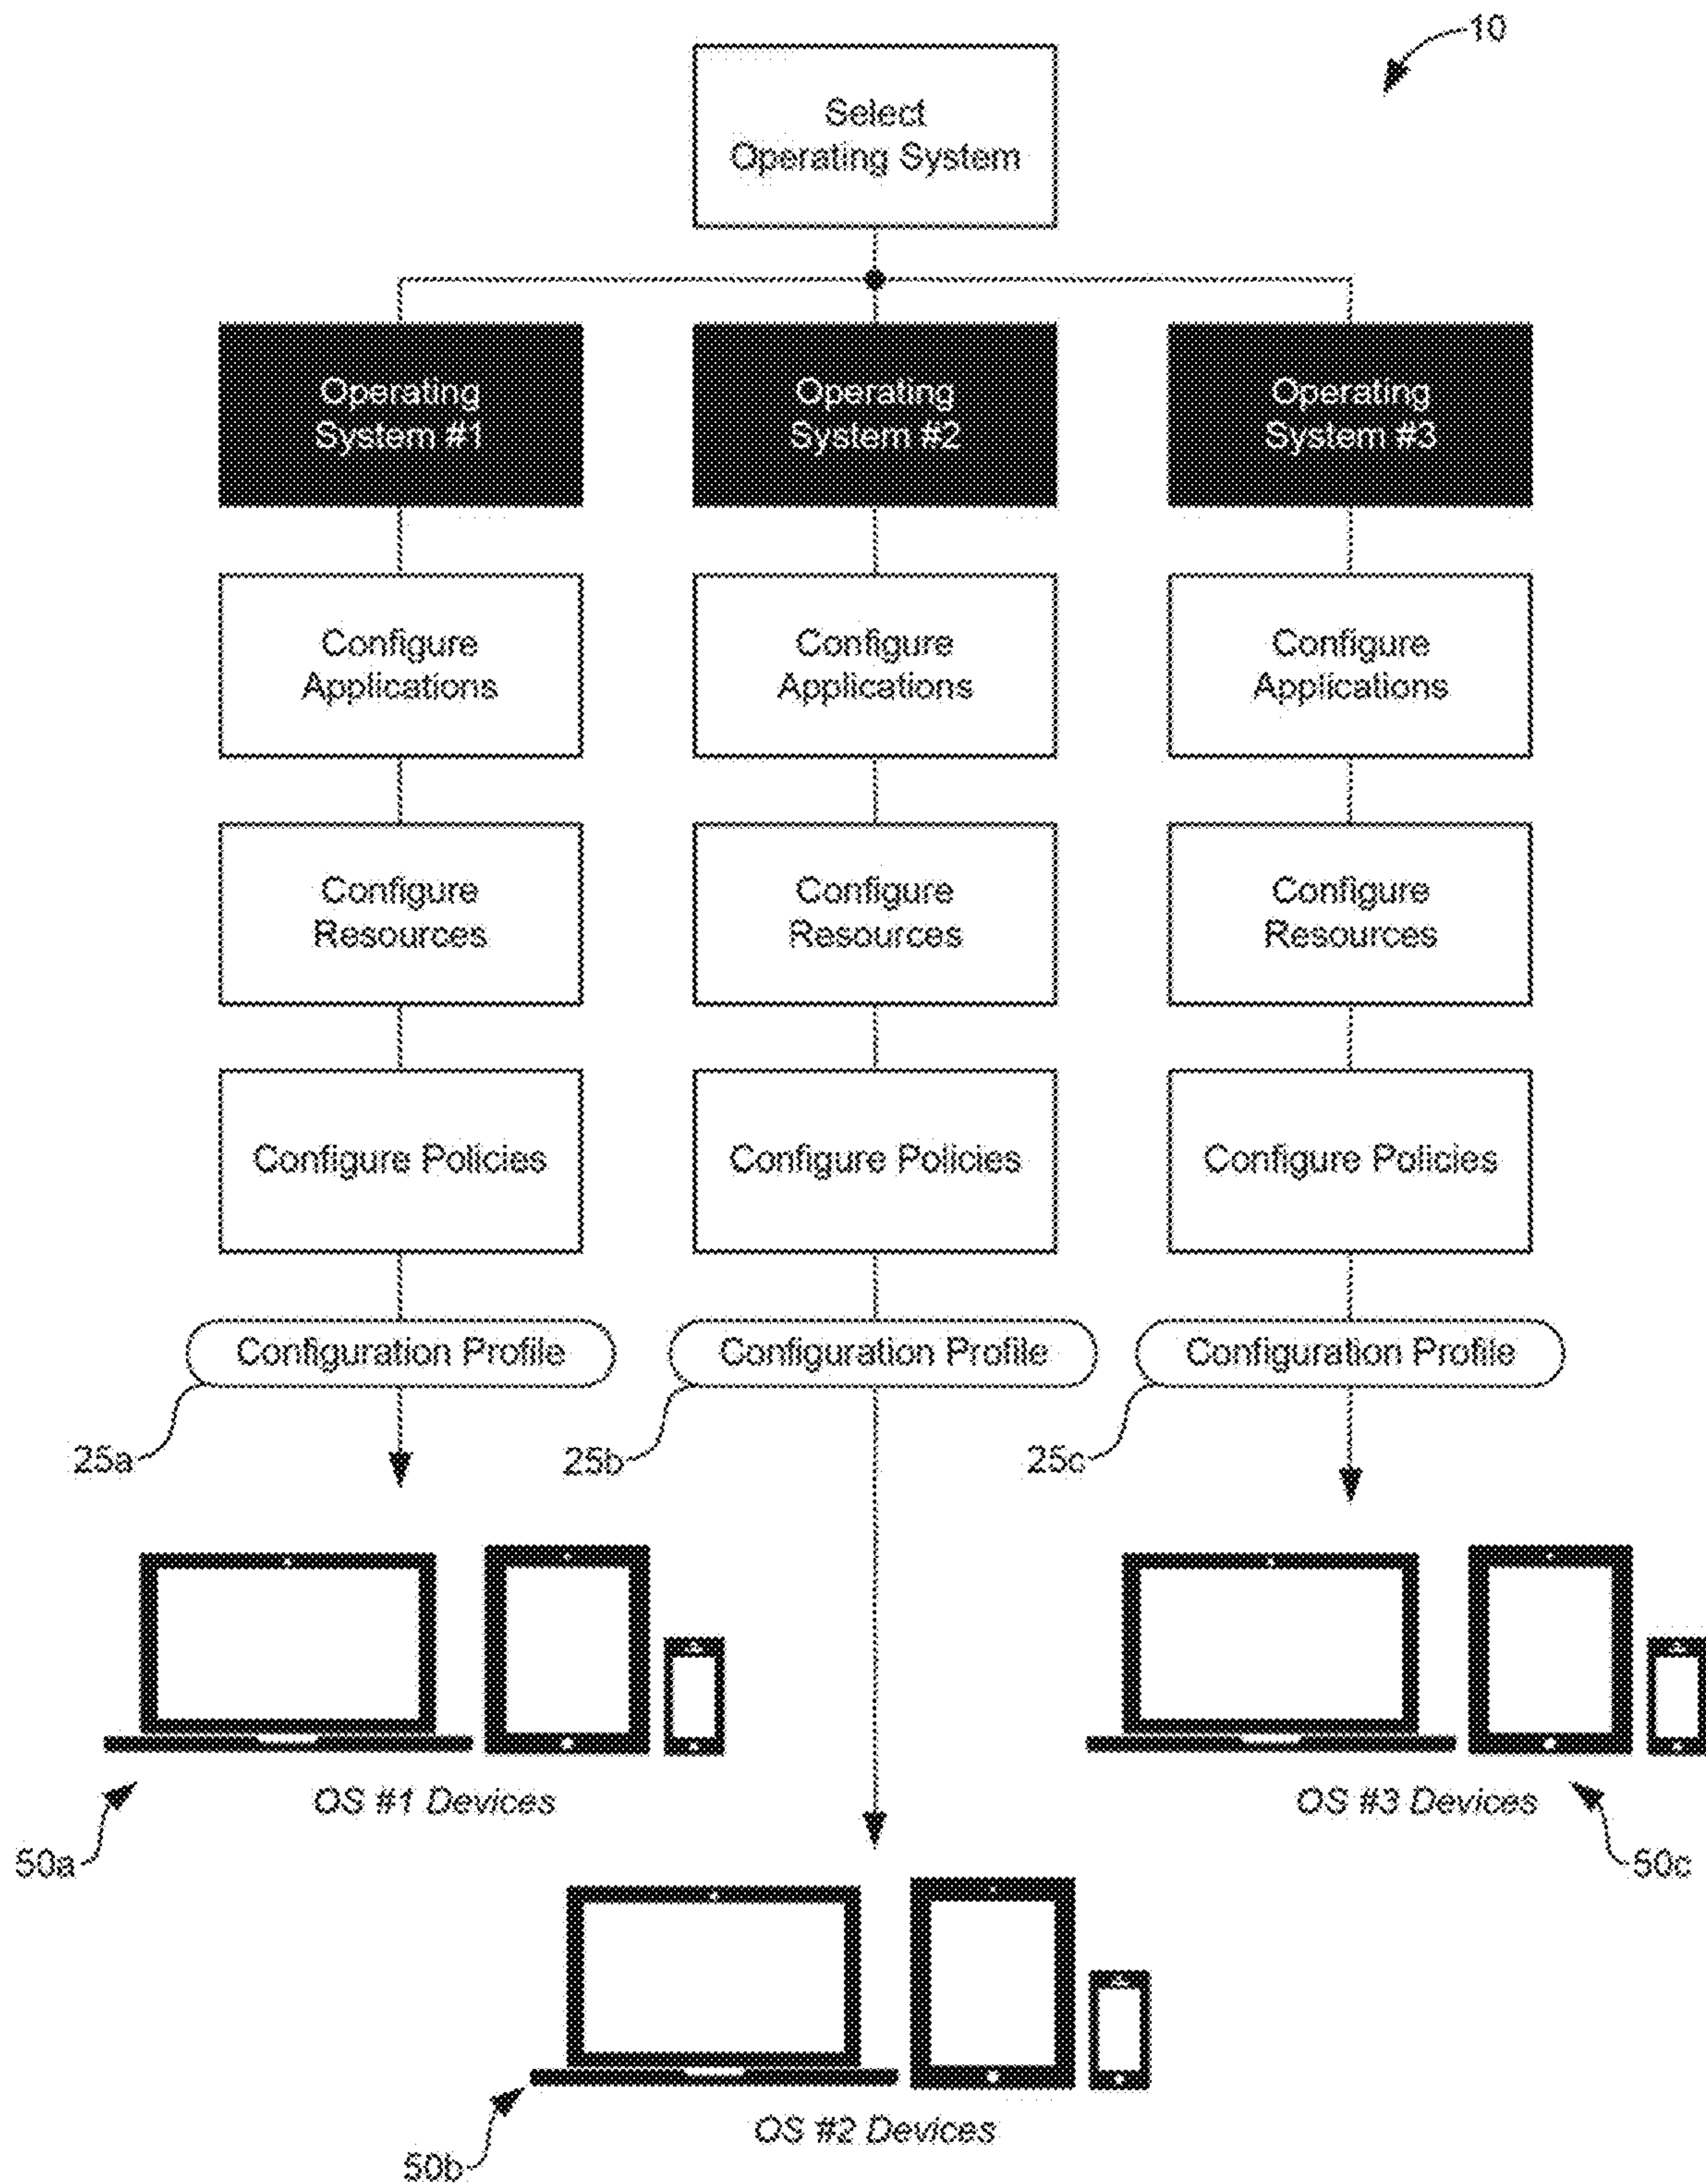 10
Select
Operating System
Operating
System #1
Operating
System #2
Operating
System #3
Configure
Applications
Configure
Applications
Configure
Applications
Configure
Resources
Configure
Resources
Configure
Resources
Configure Policies
Configure Policies
Configure Policies
Configuration Profile
Configuration Profile
Configuration Profile
25a
25b
25c
OS #1 Devices
OS #3 Devices
50a
50c
OS #2 Devices
50b